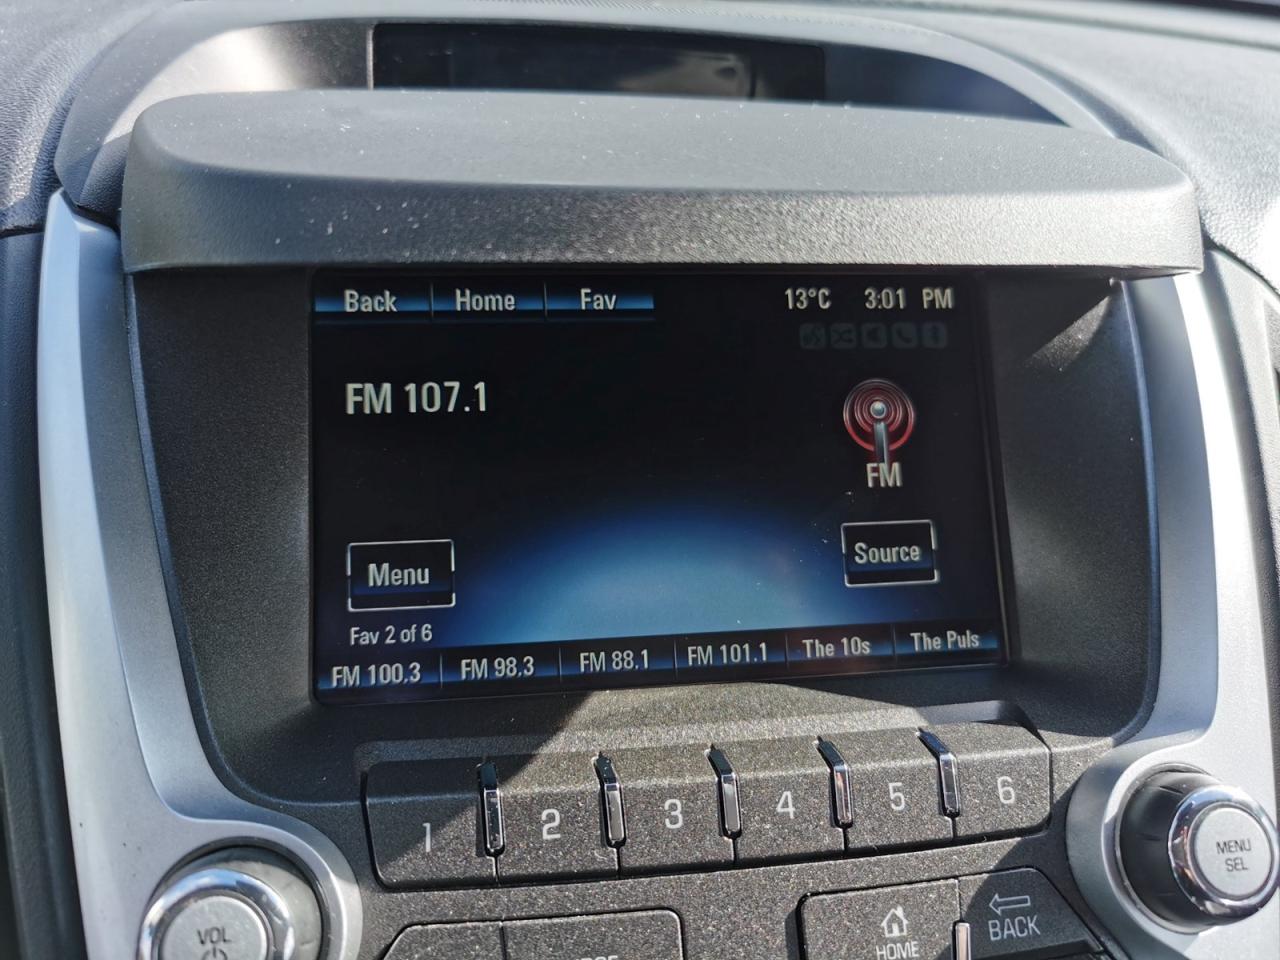 Back Home Fav 13°C 3:01 PM
FM 107.1
FM
Menu
Source
Fav 2 of 6
FM 100.3 FM 98.3 FM 88.1 FM 101.1 The 10s The Puls
1 2 3 4 5 6
VOL
HOME
BACK
MENU
SEL